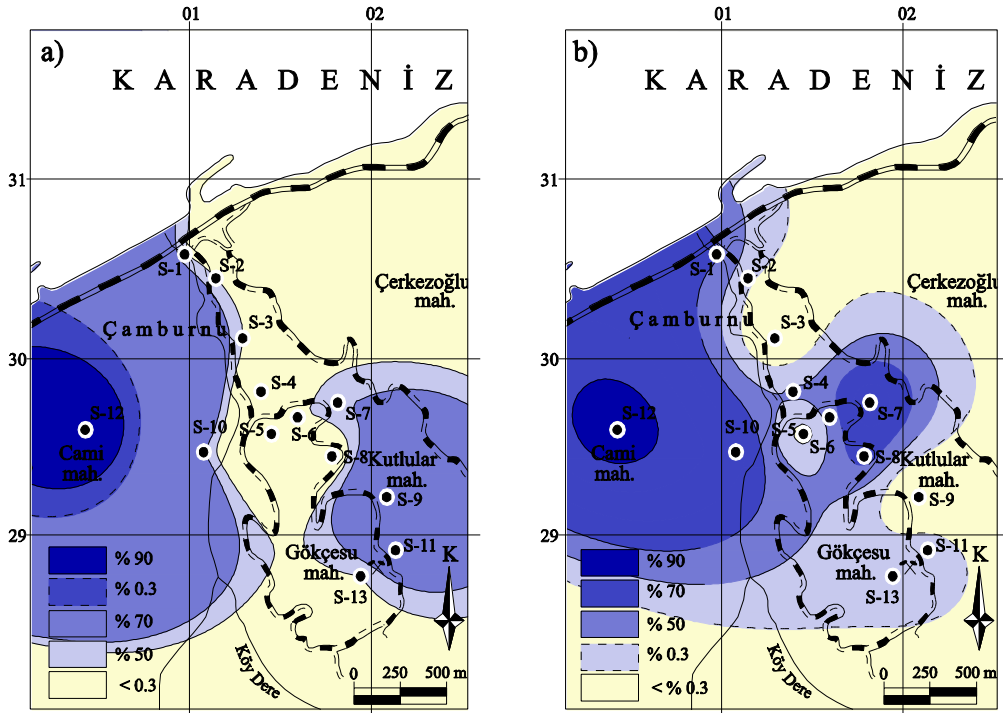 01
02
a)
K A R A D E N İ Z
31
S-1
S-2
Çerkezoğlu
mah.
Çamburnu
S-3
30
S-4
S-12
S-10
S-5
S-6
S-7
Cami
mah.
S-8
Kutlular
mah.
S-9
29
Gökçesu
mah.
S-11
S-13
K
% 90
% 0.3
% 70
% 50
< 0.3
Köy Dere
0 250 500 m
01
02
b)
K A R A D E N İ Z
31
S-1
S-2
Çerkezoğlu
mah.
Çamburnu
S-3
30
S-4
S-12
S-10
S-5
S-6
S-7
Cami
mah.
S-8
Kutlular
mah.
S-9
29
Gökçesu
mah.
S-11
S-13
K
% 90
% 70
% 50
% 0.3
< % 0.3
Köy Dere
0 250 500 m